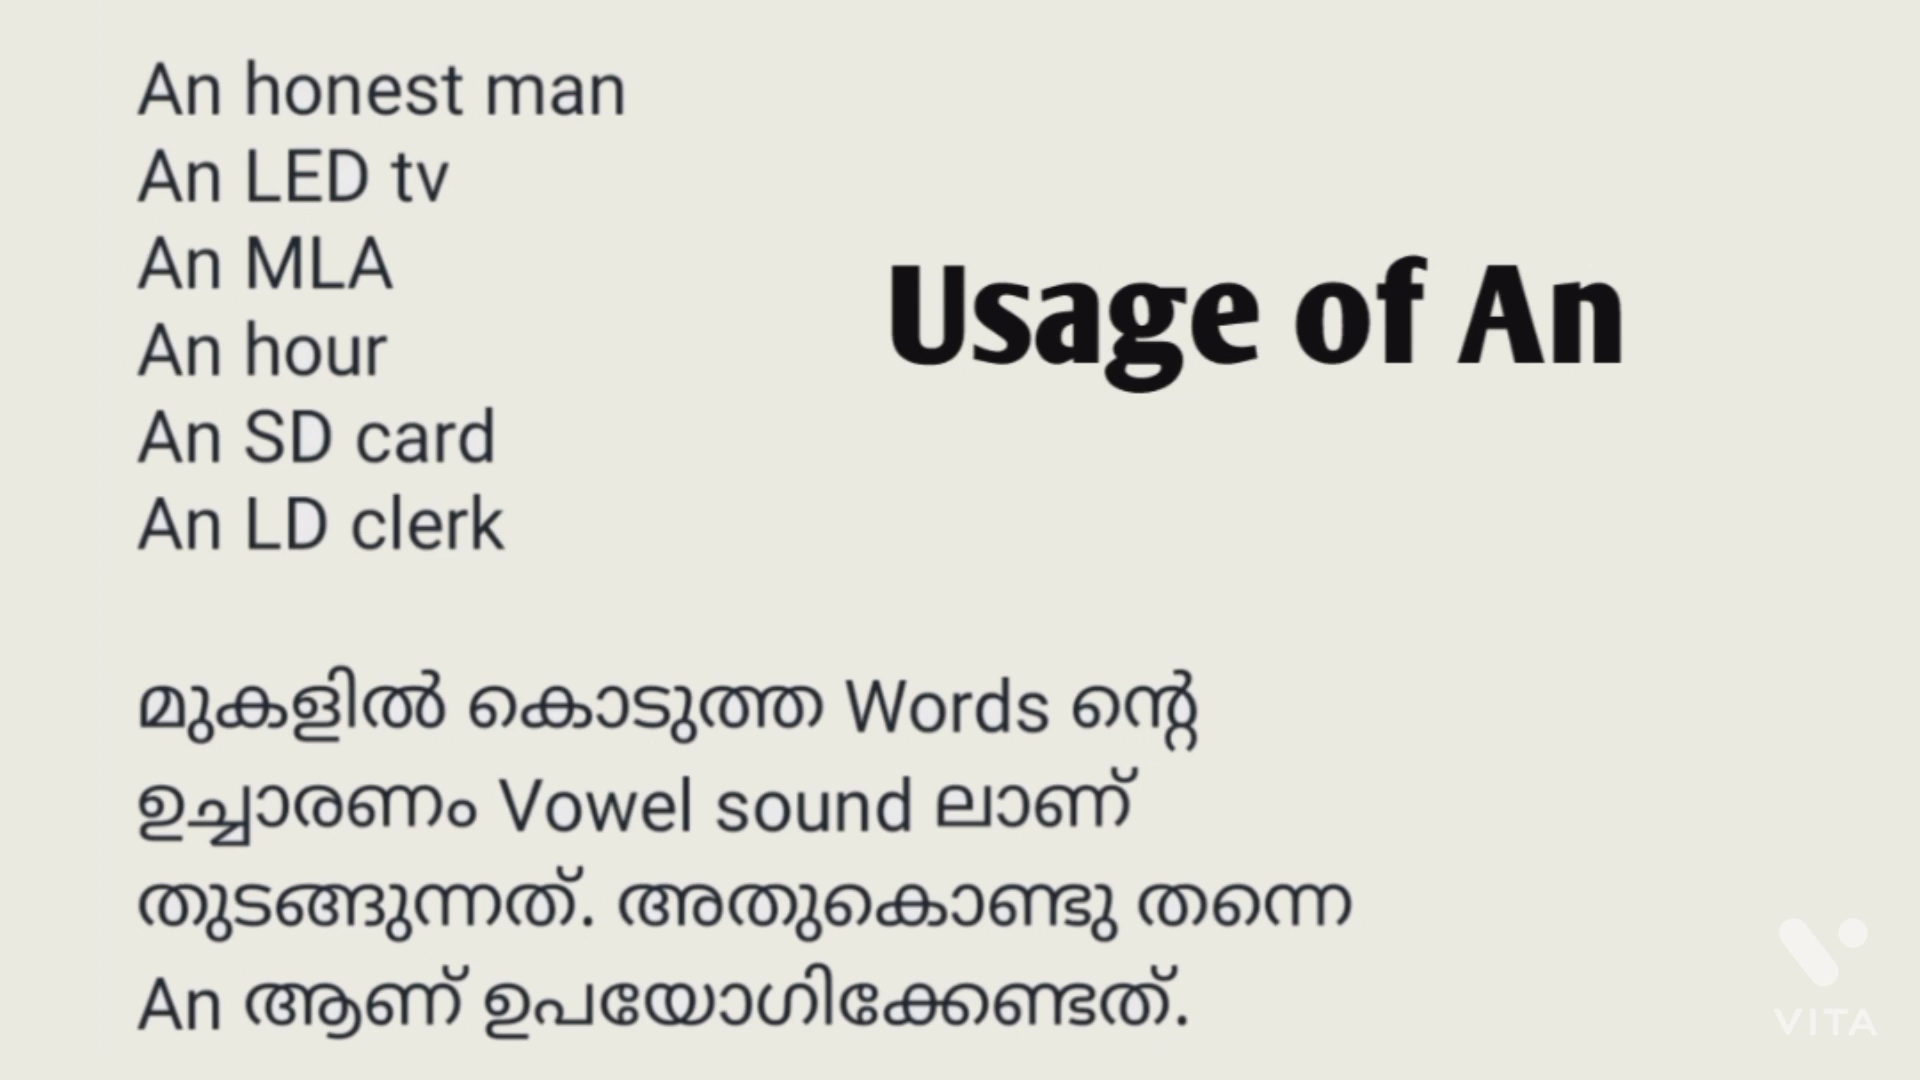 An honest man
An LED tv
An MLA
An hour
An SD card
An LD clerk
Usage of An
മുകളിൽ കൊടുത്ത Words ന്റെ
ഉച്ചാരണം Vowel sound ലാണ്
തുടങ്ങുന്നത്. അതുകൊണ്ടു തന്നെ
An ആണ് ഉപയോഗിക്കേണ്ടത്.
VITA